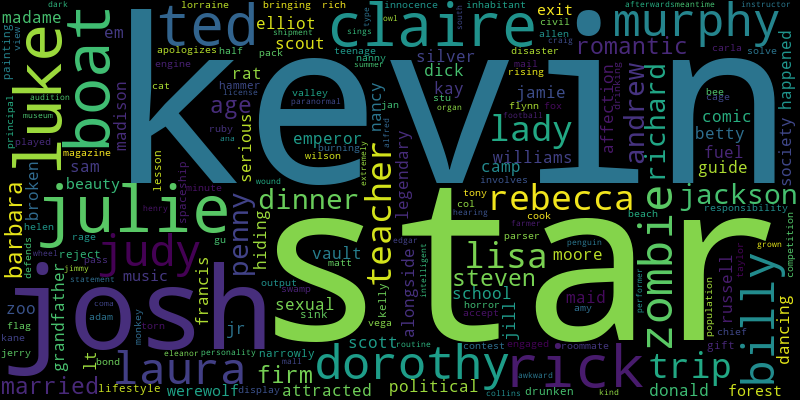 dark
lorraine
bringing
rich
type
owl
innocence
inhabitant
south
afterwards
meantime
instructor
madame
boat
ted
claire
murphy
painting
view
em
apologizes
half
pack
elliot
scout
teenage
nanny
summer
sings
shipment
silver
exit
rising
disaster
civil
allen
craig
romantic
carla
solve
happened
society
luke
kevin
engine
cat
rat
hammer
license
valley
paranormal
dick
mail
flynn
fox
drinking
principal
audition
museum
played
madison
age
ruby
ana
serious
emperor
burning
wilson
nancy
jan
alfred
stu
kay
organ
jamie
football
lady
affection
andrew
richard
cage
bee
comic
betty
fuel
magazine
sam
lesson
extremely
legendary
williams
camp
guide
barbara
broken
beauty
spaceship
minute
wound
teacher
involves
tony
col
hearing
rebecca
cook
farmer
beach
jackson
responsibility
helen
julie
henry
penny
dinner
hiding
star
zombie
defends
wheel
rage
reject
pass
judy
gu
vault
matt
edgar
intelligent
alongside
lisa
parser
moore
penguin
performer
population
russell
taylor
grown
competition
zoo
grandfather
jimmy
statement
music
francis
output
swamp
kelly
steven
school
horror
accept
jill
maid
amy
billy
dancing
flag
kane
jerry
josh
coma
adam
monkey
torn
jr
sexual
sink
vega
scott
routine
contest
engaged
roommate
chief
gift
lt
bond
eleanor
personality
narrowly
mall
laura
firm
dorothy
rick
awkward
trip
married
lifestyle
werewolf
display
attracted
political
collins
drunken
kind
donald
forest